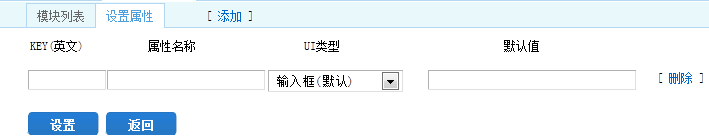 模块列表 设置属性 [ 添加 ]
KEY(英文) 属性名称 UI类型 默认值
输入框(默认) [ 删除 ]
设置 返回